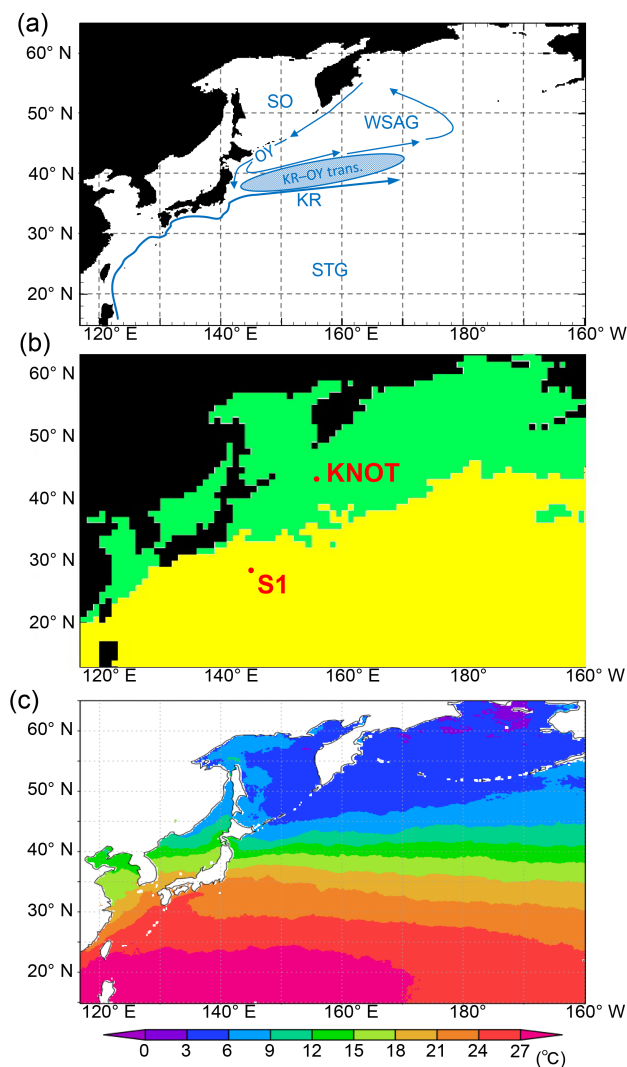 (a)
60° N
50° N
40° N
30° N
20° N
SO
WSAG
OY
KR–OY trans.
KR
STG
120° E 140° E 160° E 180° 160° W
(b)
60° N
50° N
40° N
30° N
20° N
KNOT
S1
120° E 140° E 160° E 180° 160° W
(c)
60° N
50° N
40° N
30° N
20° N
120° E 140° E 160° E 180° 160° W
0 3 6 9 12 15 18 21 24 27 (℃)